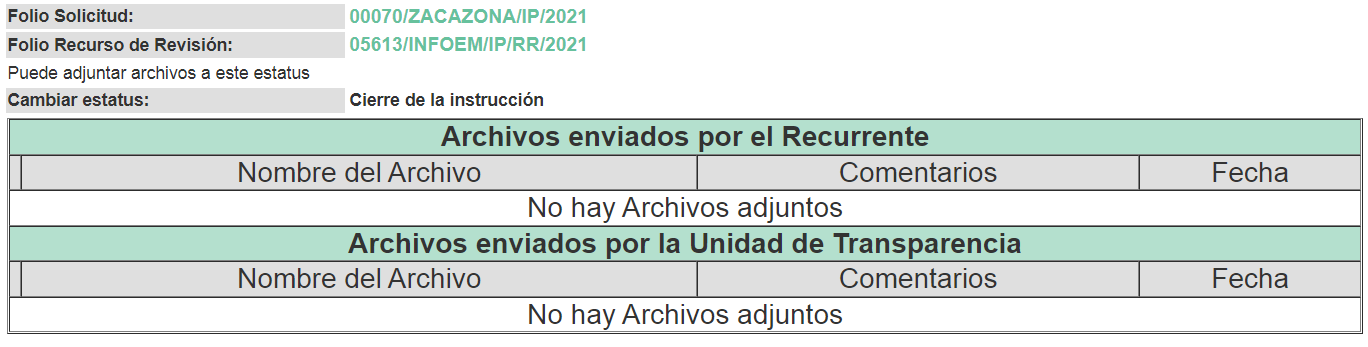 Folio Solicitud: 00070/ZACAZONA/IP/2021
Folio Recurso de Revisión: 05613/INFOEM/IP/RR/2021
Puede adjuntar archivos a este estatus
Cambiar estatus: Cierre de la instrucción
Archivos enviados por el Recurrente
Nombre del Archivo Comentarios Fecha
No hay Archivos adjuntos
Archivos enviados por la Unidad de Transparencia
Nombre del Archivo Comentarios Fecha
No hay Archivos adjuntos